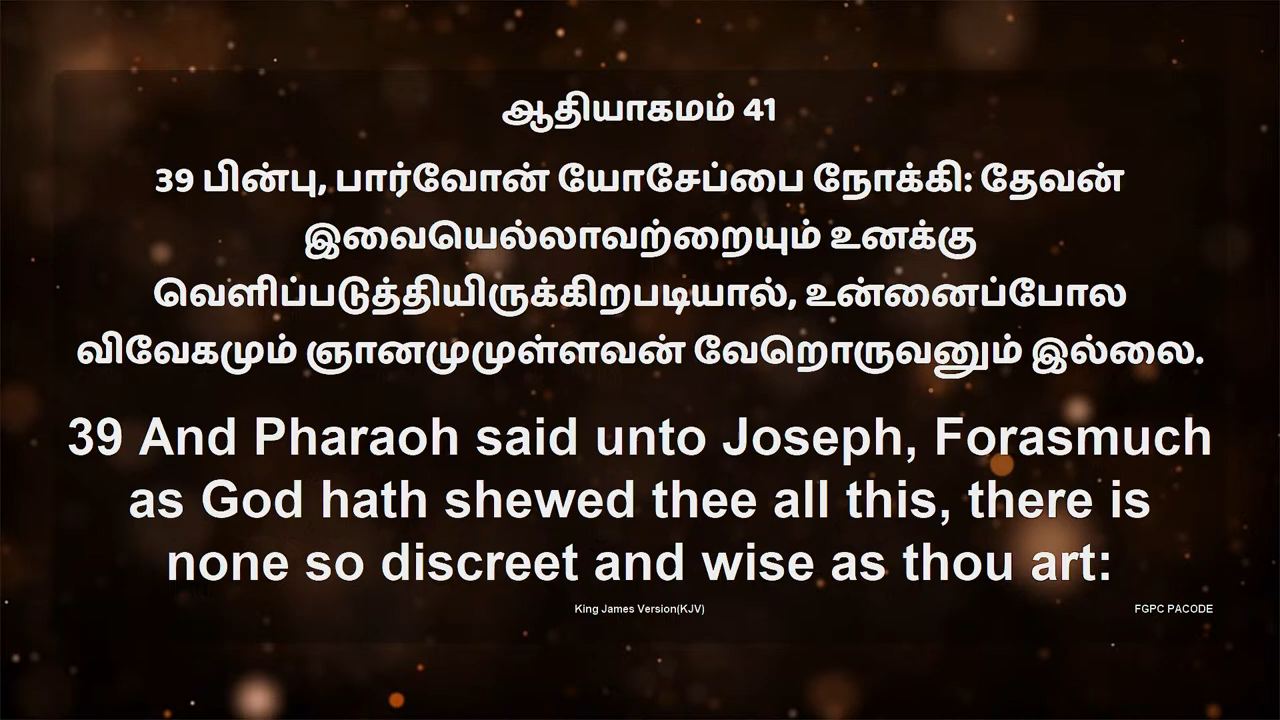 ஆதியாகமம் 41
39 பின்பு, பார்வோன் யோசேப்பை நோக்கி: தேவன்
இவையெல்லாவற்றையும் உனக்கு
வெளிப்படுத்தியிருக்கிறபடியால், உன்னைப்போல
விவேகமும் ஞானமுமுள்ளவன் வேறொருவனும் இல்லை.
39 And Pharaoh said unto Joseph, Forasmuch
as God hath shewed thee all this, there is
none so discreet and wise as thou art:
King James Version(KJV)
FGPC PACODE